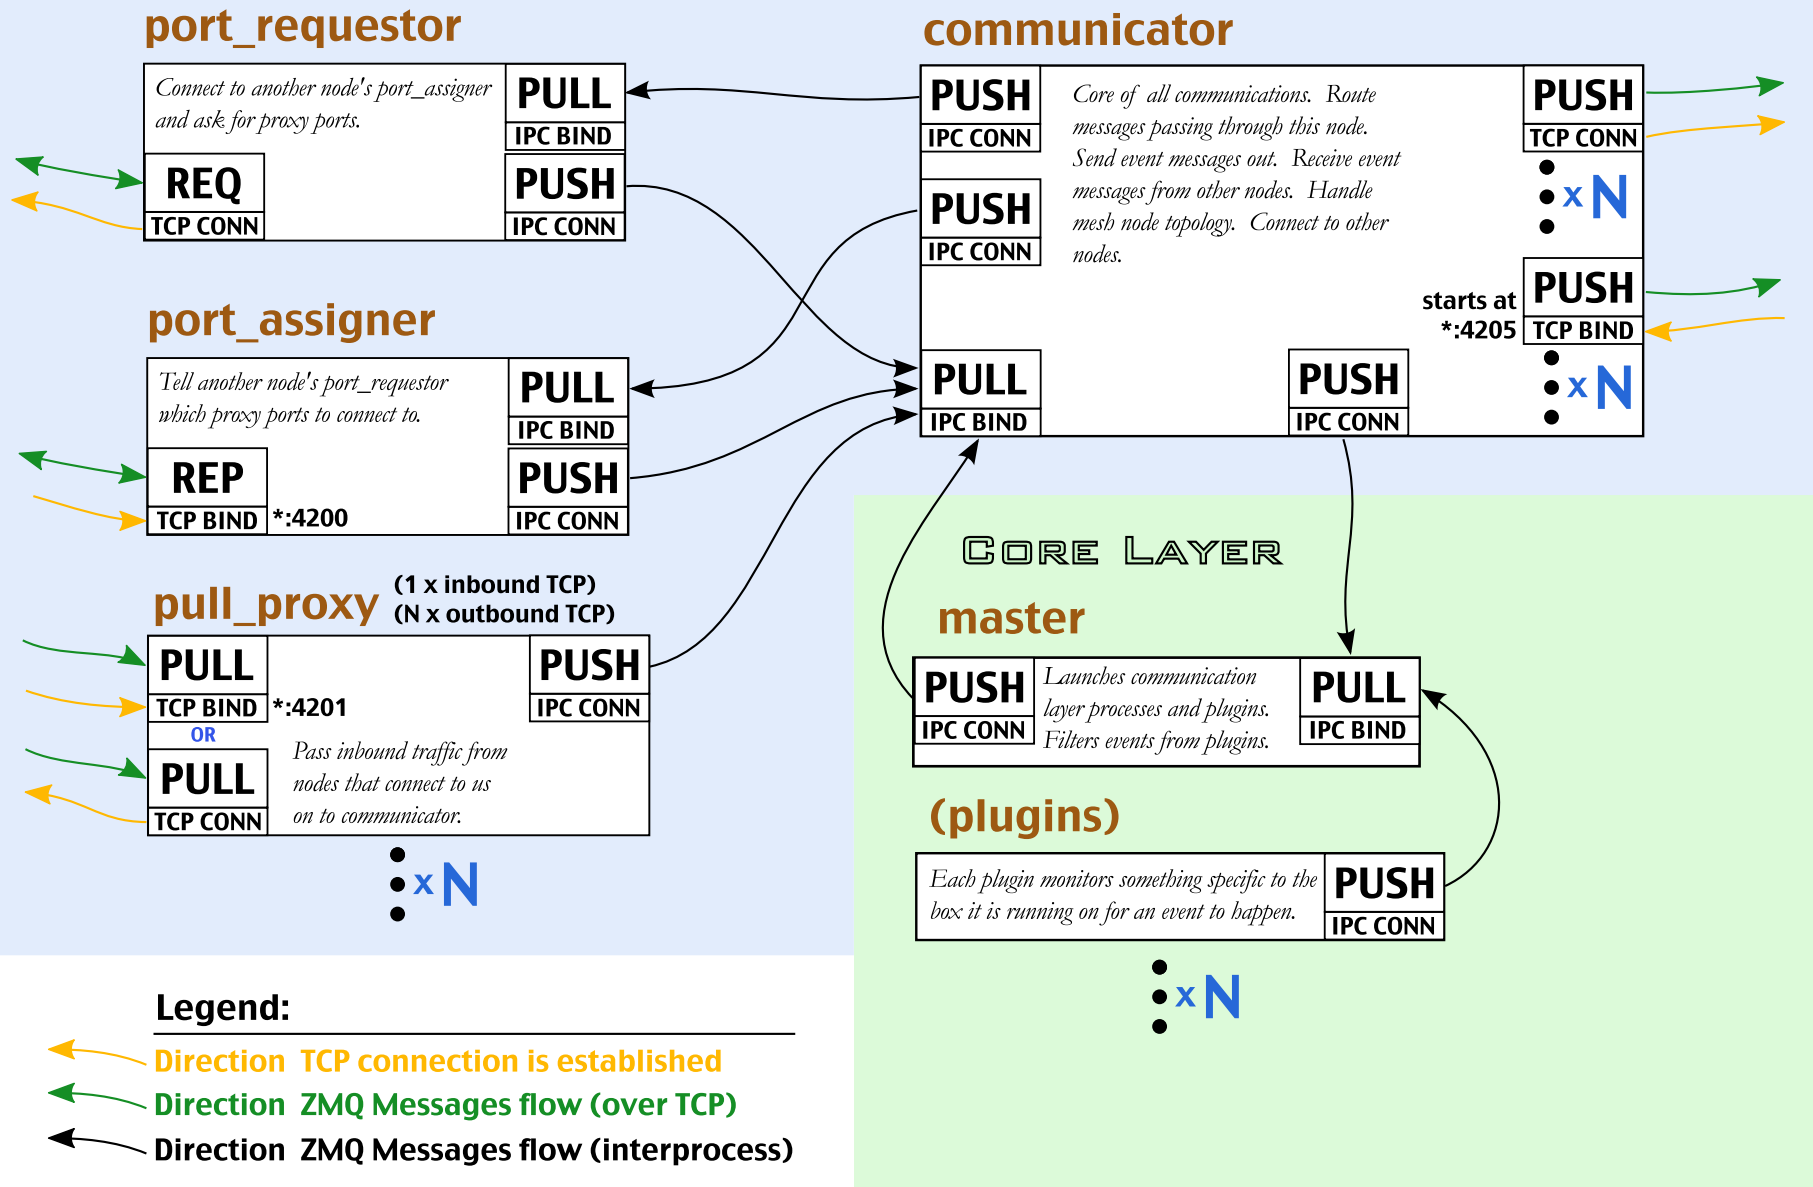 port_requestor
Connect to another node's port_assigner
and ask for proxy ports.
PULL
IPC BIND
REQ
TCP CONN
PUSH
IPC CONN
port_assigner
Tell another node's port_requestor
which proxy ports to connect to.
PULL
IPC BIND
REP
TCP BIND
*:4200
PUSH
IPC CONN
pull_proxy
(1 x inbound TCP)
(N x outbound TCP)
PULL
TCP BIND
*:4201
OR
PULL
TCP CONN
PUSH
IPC CONN
Pass inbound traffic from
nodes that connect to us
on to communicator.
x N
communicator
PUSH
IPC CONN
PUSH
IPC CONN
PULL
IPC BIND
Core of all communications. Route
messages passing through this node.
Send event messages out. Receive event
messages from other nodes. Handle
mesh node topology. Connect to other
nodes.
PUSH
TCP CONN
x N
starts at
*:4205
PUSH
TCP BIND
x N
PUSH
IPC CONN
Core Layer
master
PUSH
IPC CONN
Launches communication
layer processes and plugins.
Filters events from plugins.
PULL
IPC BIND
(plugins)
Each plugin monitors something specific to the
box it is running on for an event to happen.
PUSH
IPC CONN
x N
Legend:
Direction TCP connection is established
Direction ZMQ Messages flow (over TCP)
Direction ZMQ Messages flow (interprocess)